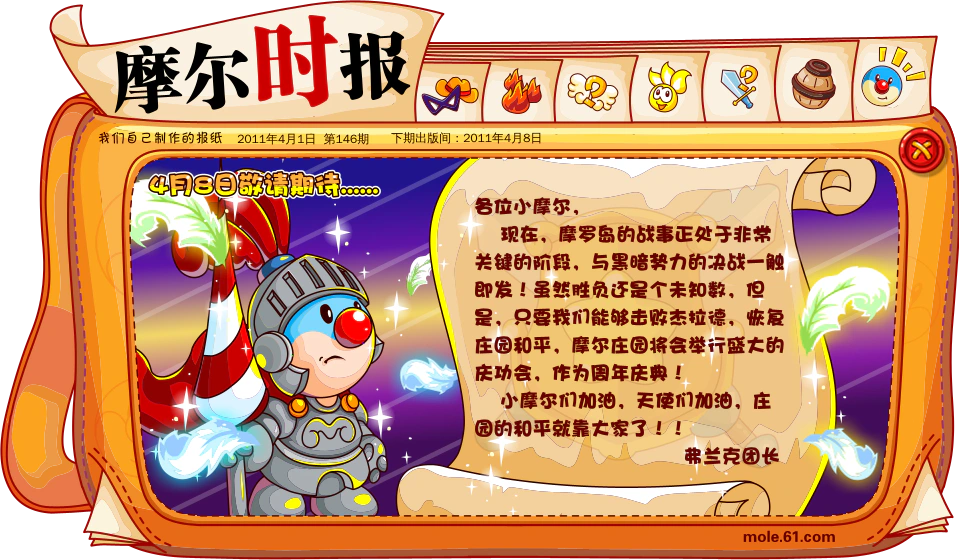 摩尔时报
我们自己制作的报纸 2011年4月1日 第146期 下期出版间：2011年4月8日
4月8日敬请期待......
各位小摩尔，
现在，摩罗岛的战事正处于非常
关键的阶段，与黑暗势力的决战一触
即发！虽然胜负还是个未知数，但
是，只要我们能够击败杰拉德，恢复
庄园和平，摩尔庄园将会举行盛大的
庆功会，作为周年庆典！
小摩尔们加油，天使们加油，庄
园的和平就靠大家了！！
弗兰克团长
mole.61.com